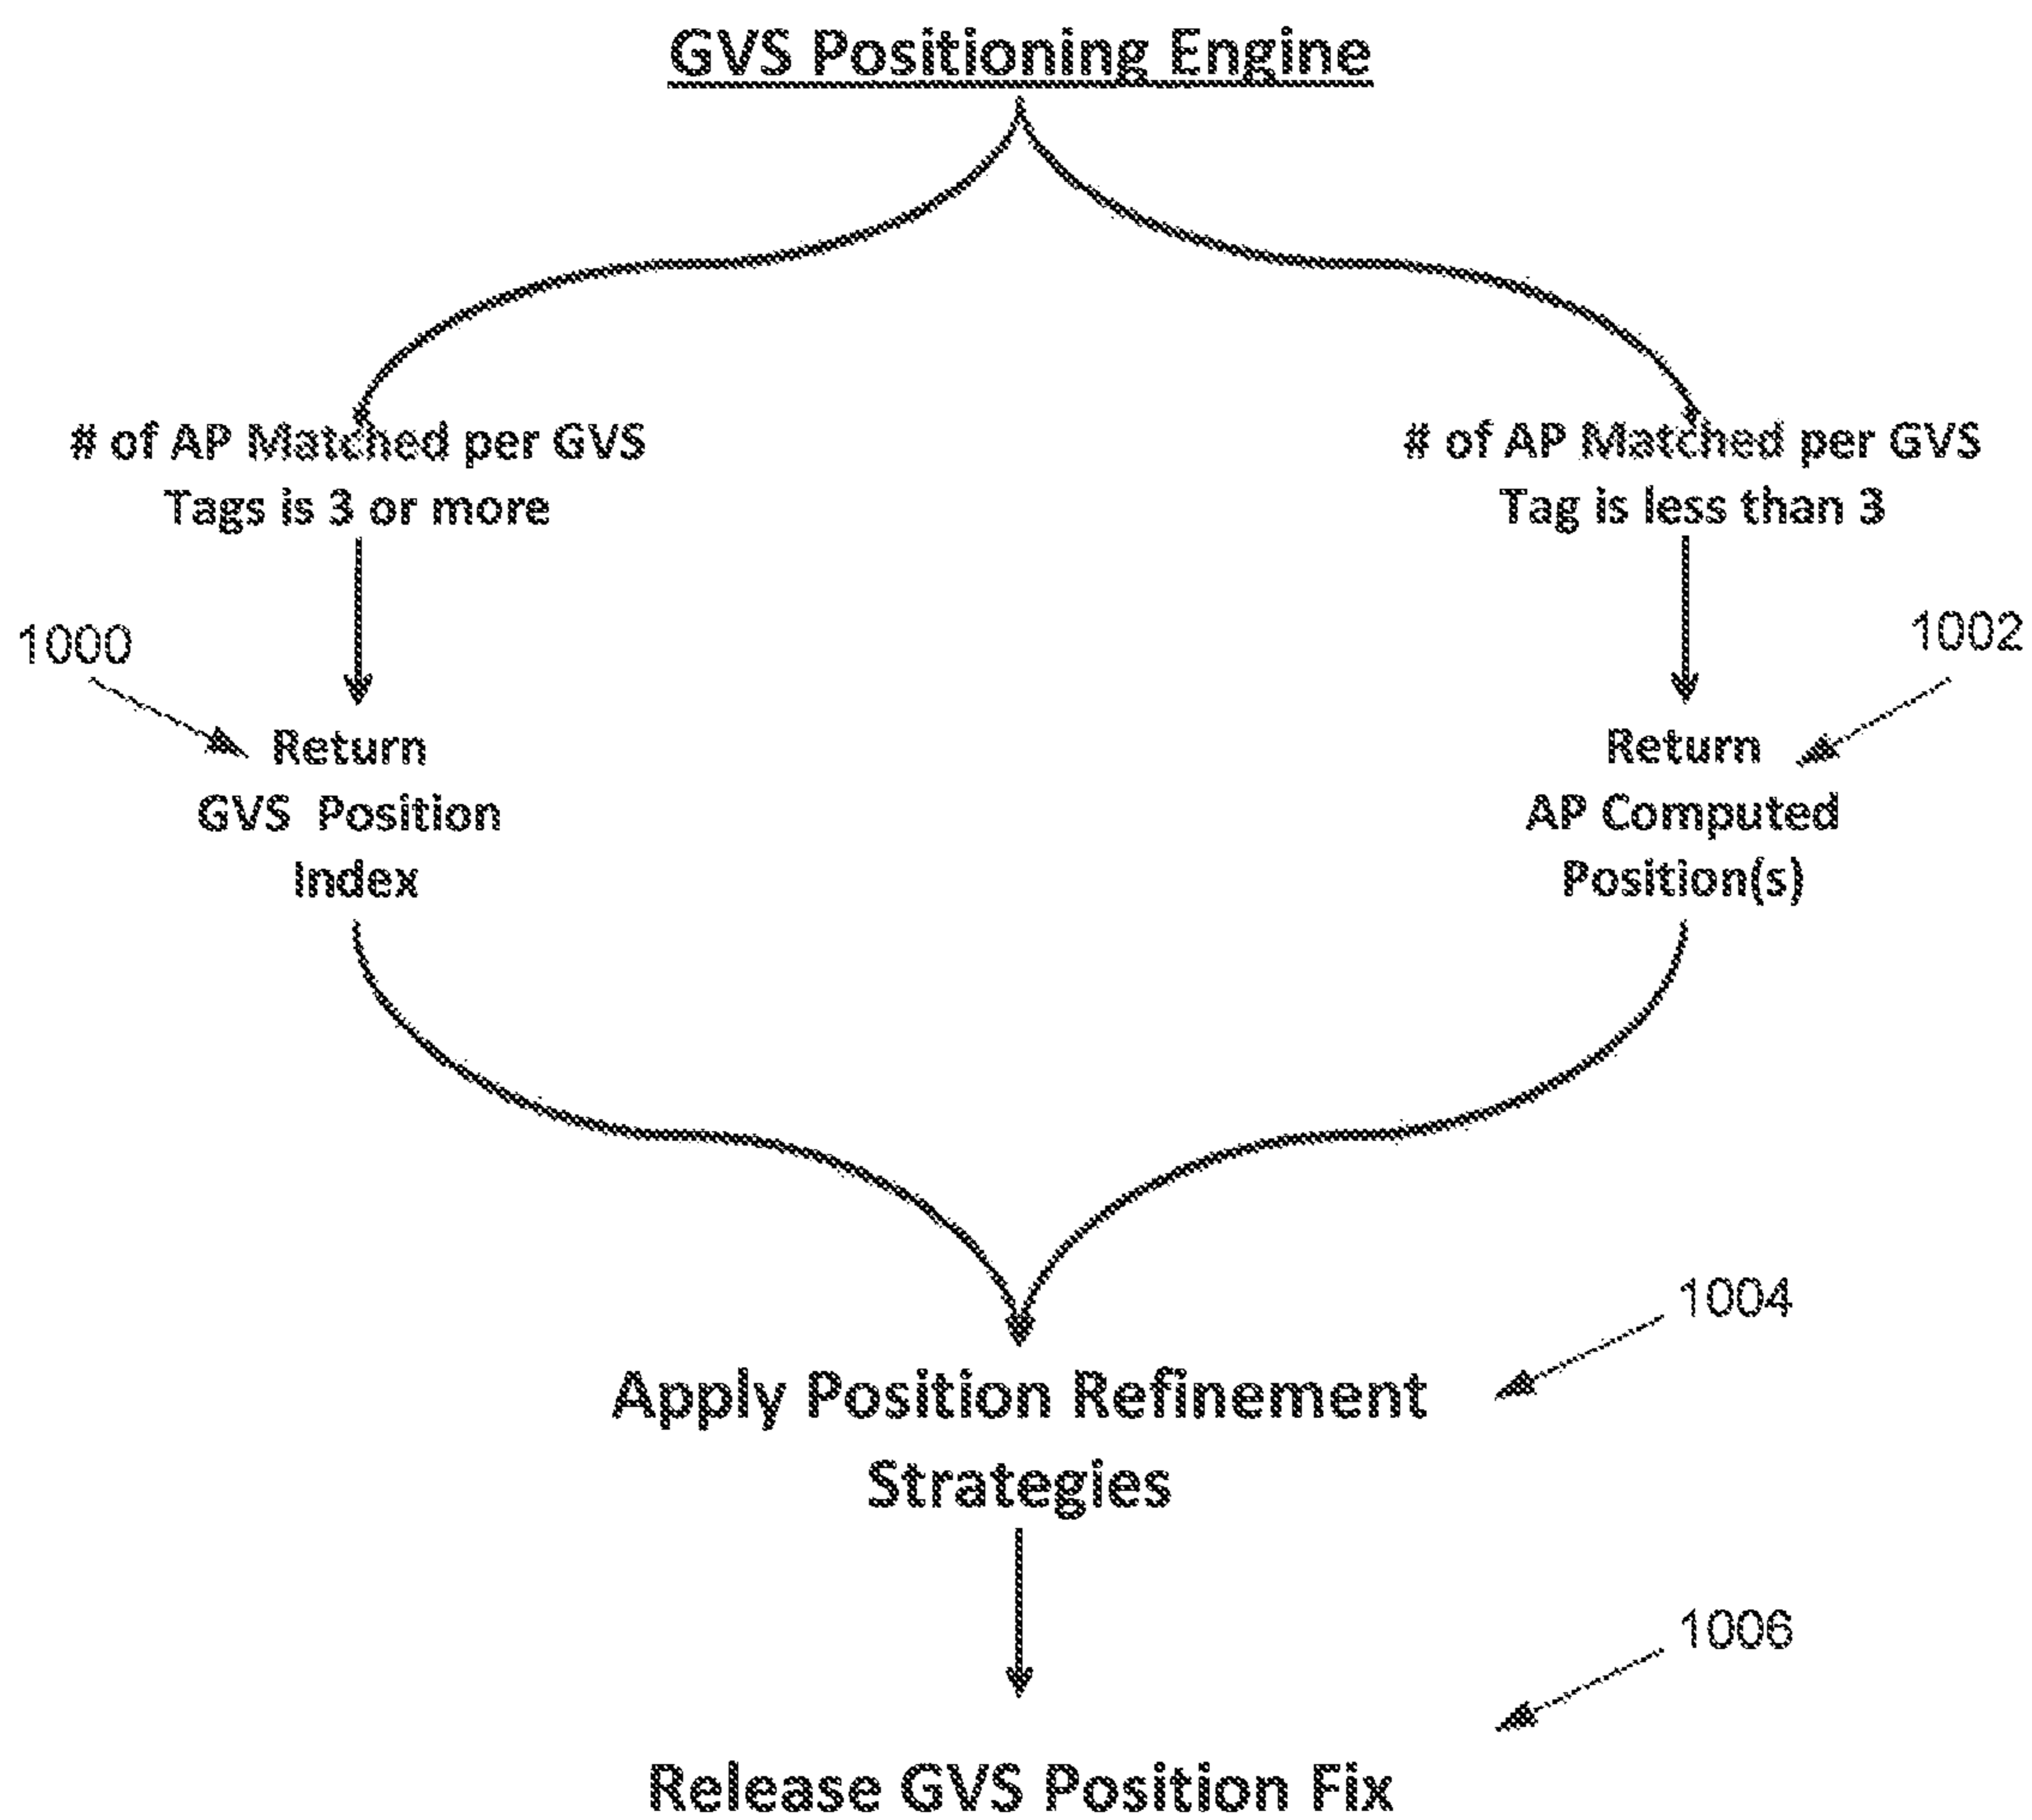 GVS Positioning Engine
# of AP Matched per GVS
Tags is 3 or more
# of AP Matched per GVS
Tag is less than 3
1000
1002
Return
GVS Position
Index
Return
AP Computed
Position(s)
1004
Apply Position Refinement
Strategies
1006
Release GVS Position Fix